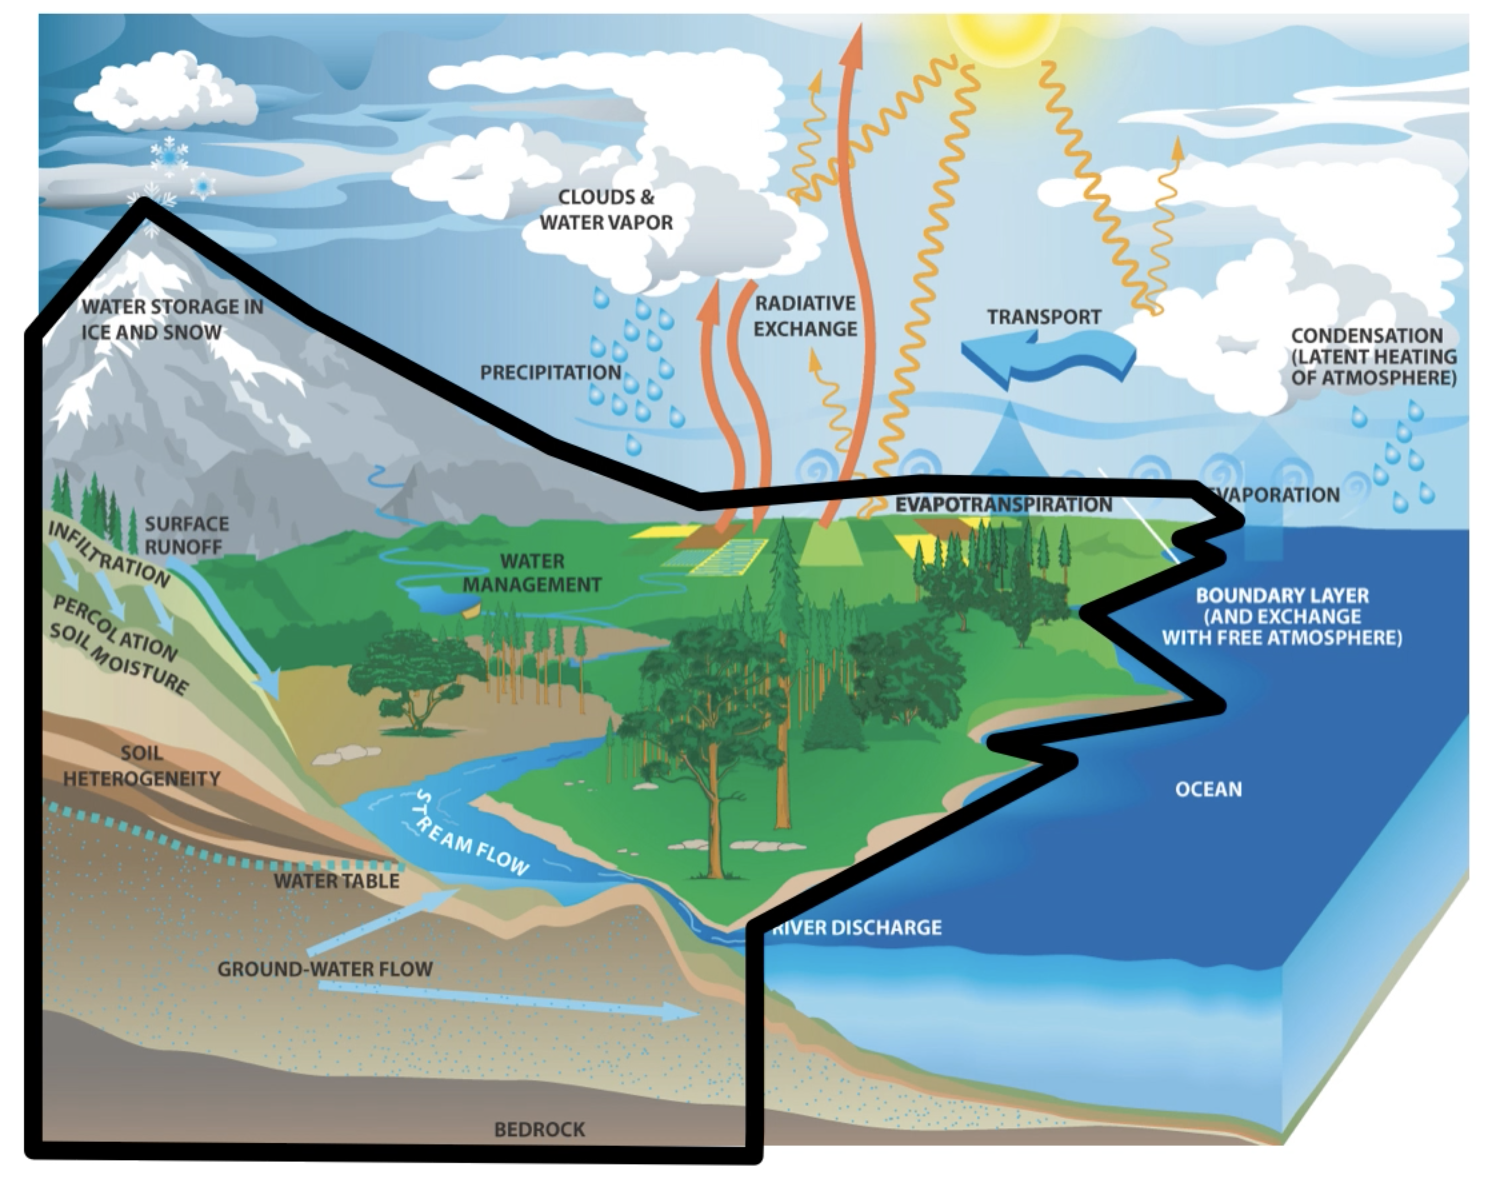 CLOUDS &
WATER VAPOR
WATER STORAGE IN
ICE AND SNOW
RADIATIVE
EXCHANGE
TRANSPORT
CONDENSATION
(LATENT HEATING
OF ATMOSPHERE)
PRECIPITATION
EVAPOTRANSPIRATION
VAPORATION
SURFACE
RUNOFF
INFILTRATION
WATER
MANAGEMENT
PERCOLATION
SOIL MOISTURE
BOUNDARY LAYER
(AND EXCHANGE
WITH FREE ATMOSPHERE)
SOIL
HETEROGENEITY
OCEAN
STREAM FLOW
WATER TABLE
RIVER DISCHARGE
GROUND-WATER FLOW
BEDROCK